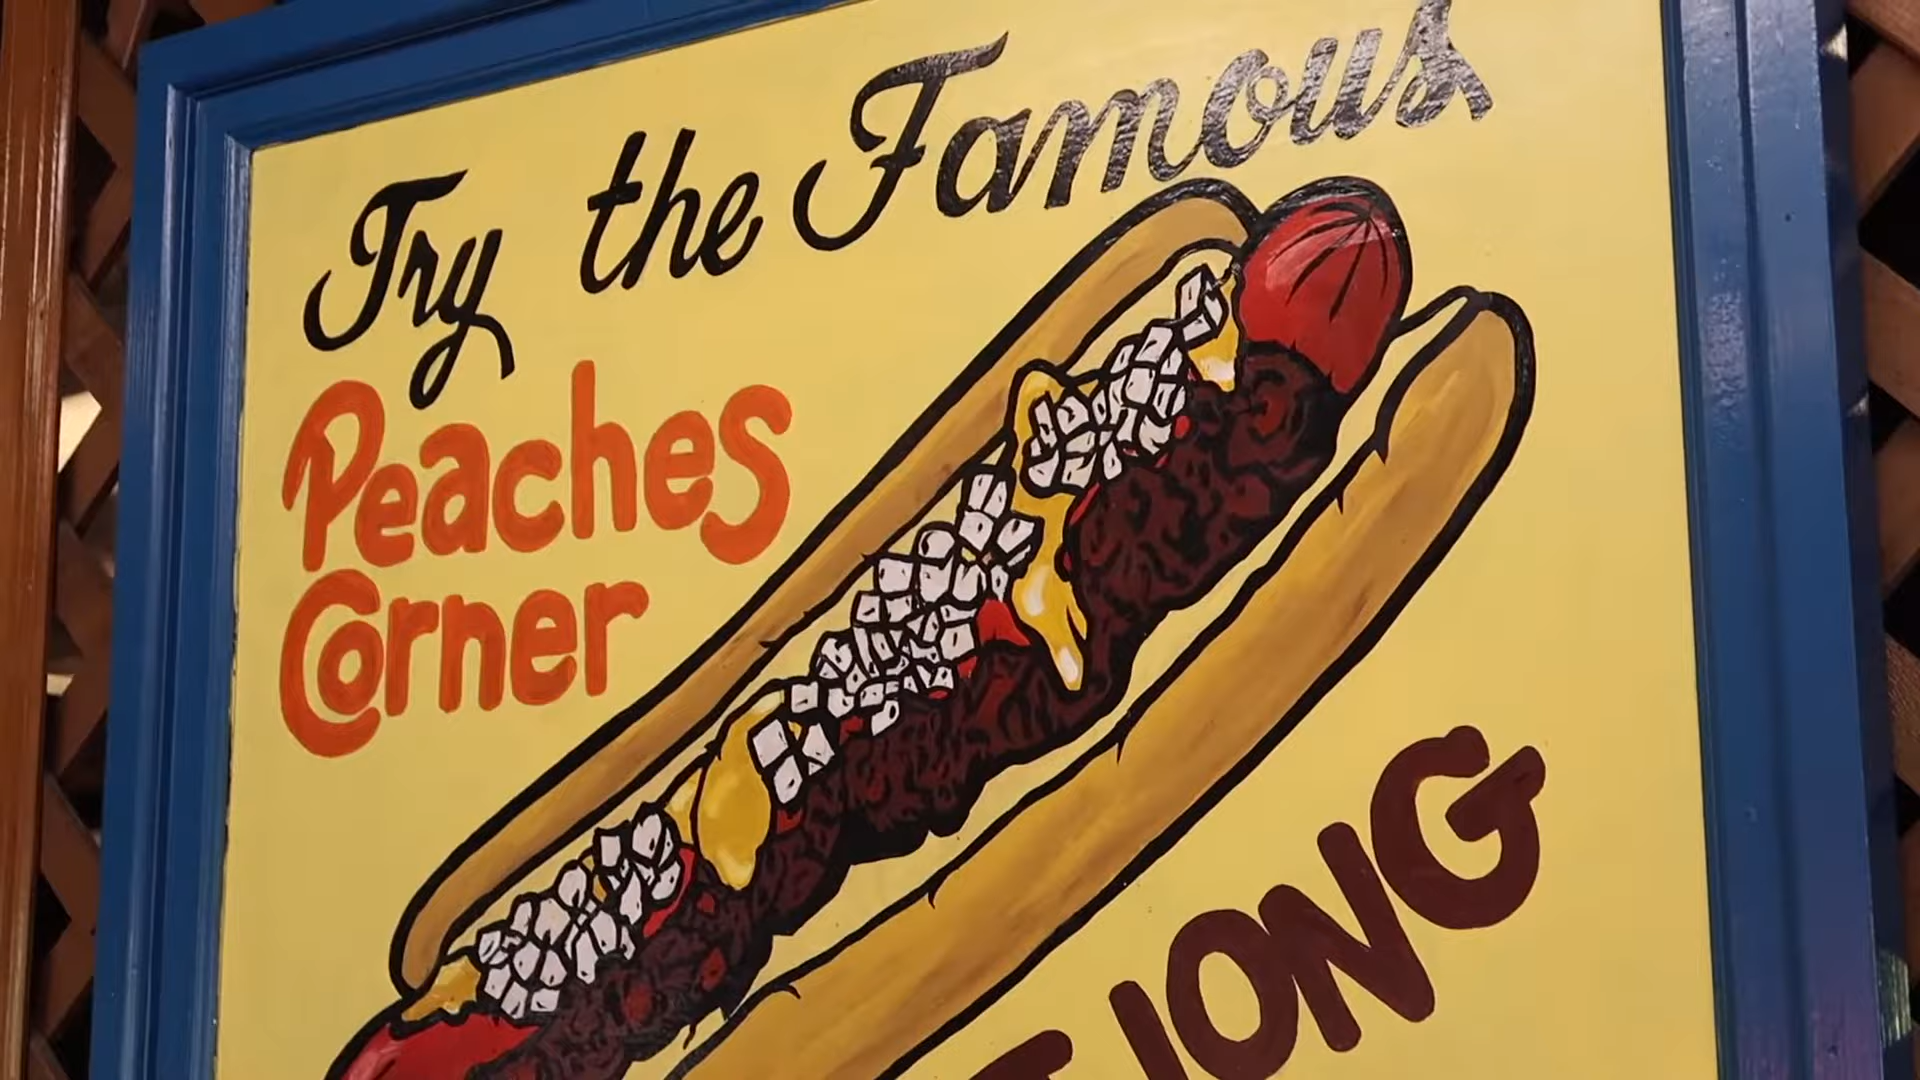 Try the Famous
Peaches
Corner
LONG